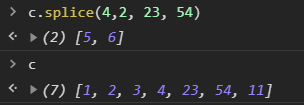 > c.splice(4,2, 23, 54)
<· ▶ (2) [5, 6]
> c
<· ▶ (7) [1, 2, 3, 4, 23, 54, 11]